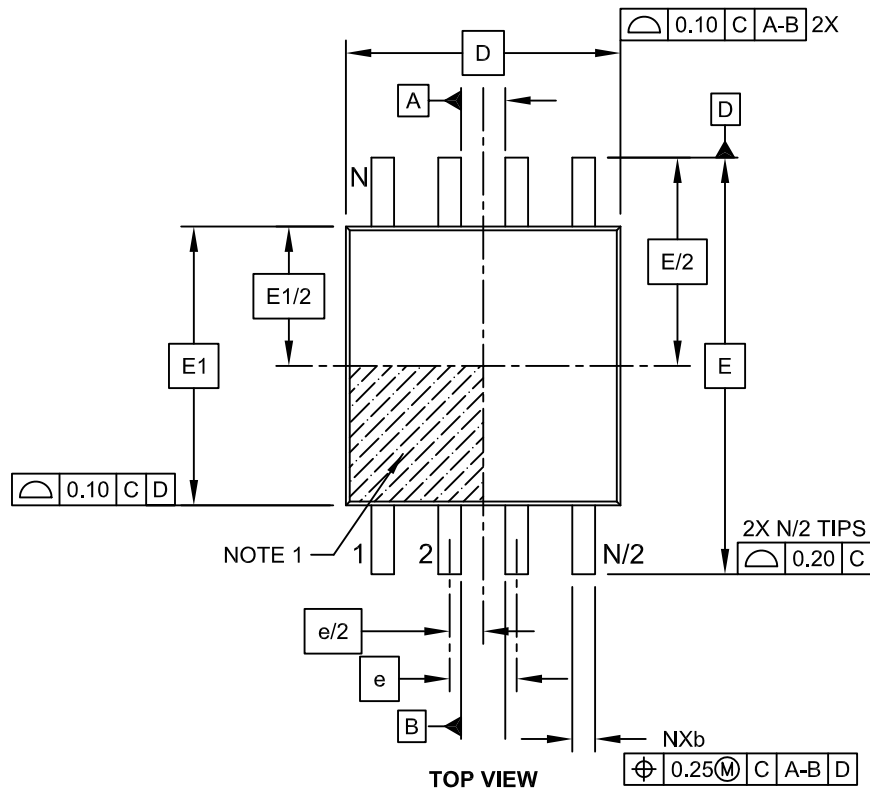 ⌓ 0.10 C A-B 2X
D
A
D
N
E1/2
E/2
E1
E
⌓ 0.10 C D
NOTE 1
1
2
N/2
2X N/2 TIPS
⌓ 0.20 C
e/2
e
B
NXb
⌖ 0.25Ⓜ C A-B D
TOP VIEW